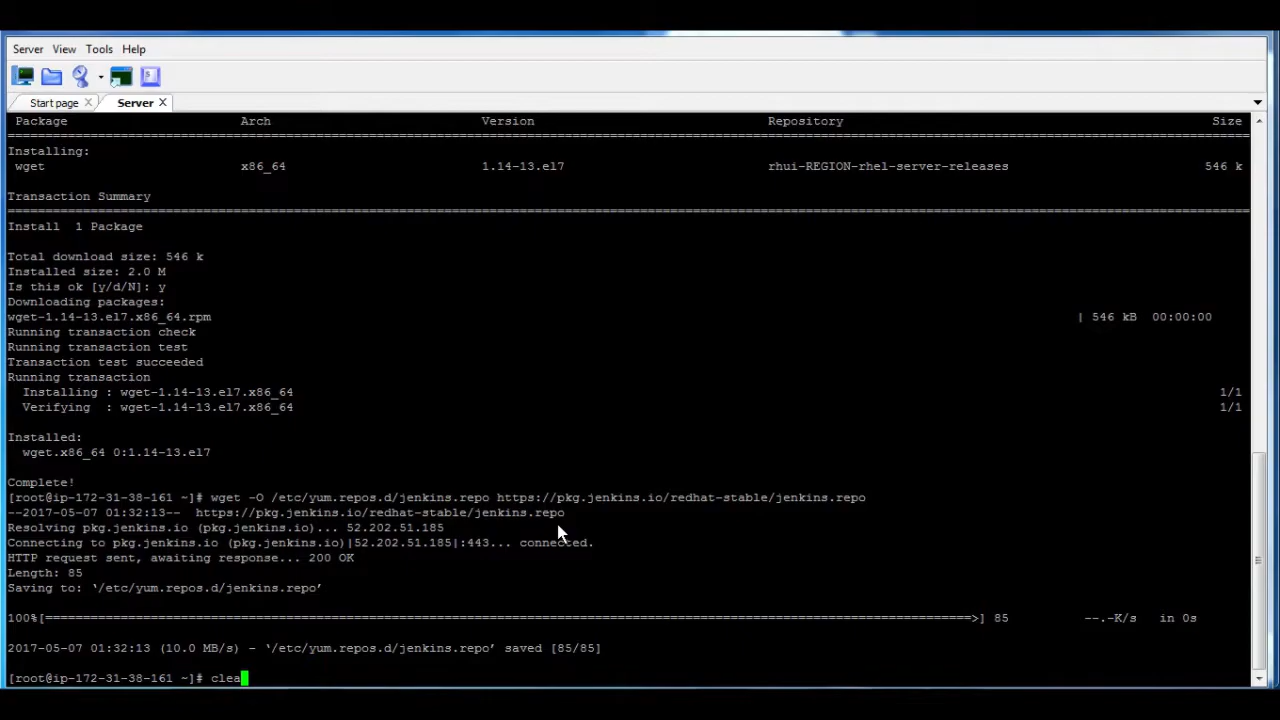 Server View Tools Help
Start page Server
Package Arch Version Repository Size
================================================================================
Installing:
wget x86_64 1.14-13.el7 rhui-REGION-rhel-server-releases 546 k
Transaction Summary
================================================================================
Install 1 Package
Total download size: 546 k
Installed size: 2.0 M
Is this ok [y/d/N]: y
Downloading packages:
wget-1.14-13.el7.x86_64.rpm | 546 kB 00:00:00
Running transaction check
Running transaction test
Transaction test succeeded
Running transaction
Installing : wget-1.14-13.el7.x86_64 1/1
Verifying : wget-1.14-13.el7.x86_64 1/1
Installed:
wget.x86_64 0:1.14-13.el7
Complete!
[root@ip-172-31-38-161 ~]# wget -O /etc/yum.repos.d/jenkins.repo https://pkg.jenkins.io/redhat-stable/jenkins.repo
--2017-05-07 01:32:13-- https://pkg.jenkins.io/redhat-stable/jenkins.repo
Resolving pkg.jenkins.io (pkg.jenkins.io)... 52.202.51.185
Connecting to pkg.jenkins.io (pkg.jenkins.io)|52.202.51.185|:443... connected.
HTTP request sent, awaiting response... 200 OK
Length: 85
Saving to: ‘/etc/yum.repos.d/jenkins.repo’
100%[================================================================================>] 85 --.-K/s in 0s
2017-05-07 01:32:13 (10.0 MB/s) - ‘/etc/yum.repos.d/jenkins.repo’ saved [85/85]
[root@ip-172-31-38-161 ~]# clea